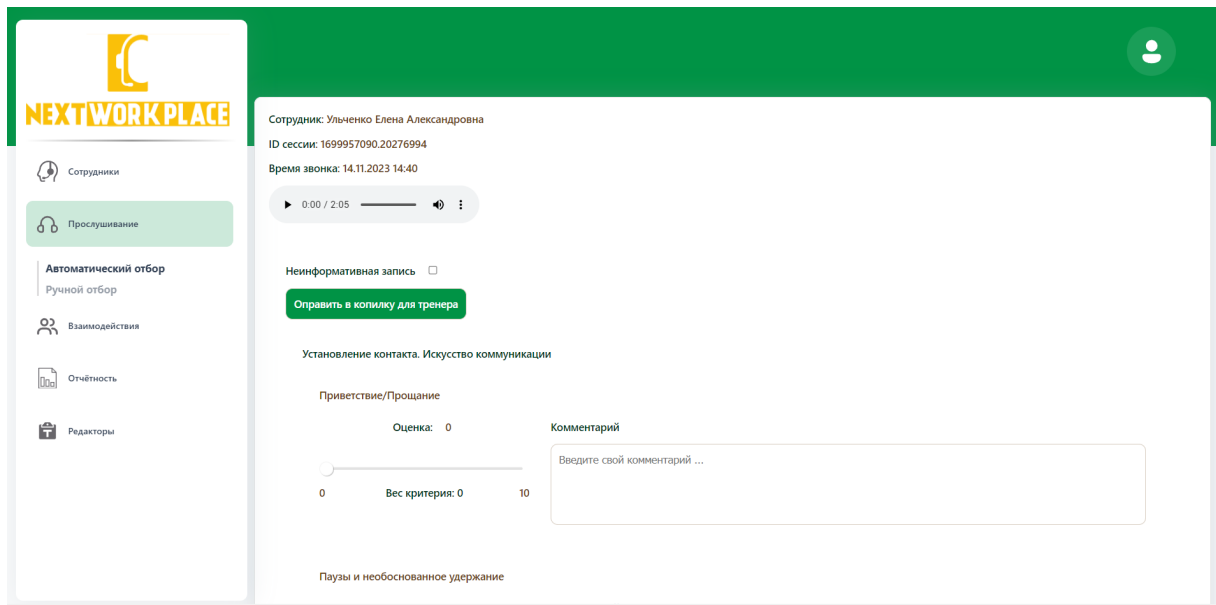 NEXTWORKPLACE
Сотрудники
Прослушивание
Автоматический отбор
Ручной отбор
Взаимодействия
Отчётность
Редакторы
Сотрудник: Ульченко Елена Александровна
ID сессии: 1699957090.20276994
Время звонка: 14.11.2023 14:40
0:00 / 2:05
Неинформативная запись
Оправить в копилку для тренера
Установление контакта. Искусство коммуникации
Приветствие/Прощание
Оценка: 0
Комментарий
Введите свой комментарий ...
0 Вес критерия: 0 10
Паузы и необоснованное удержание